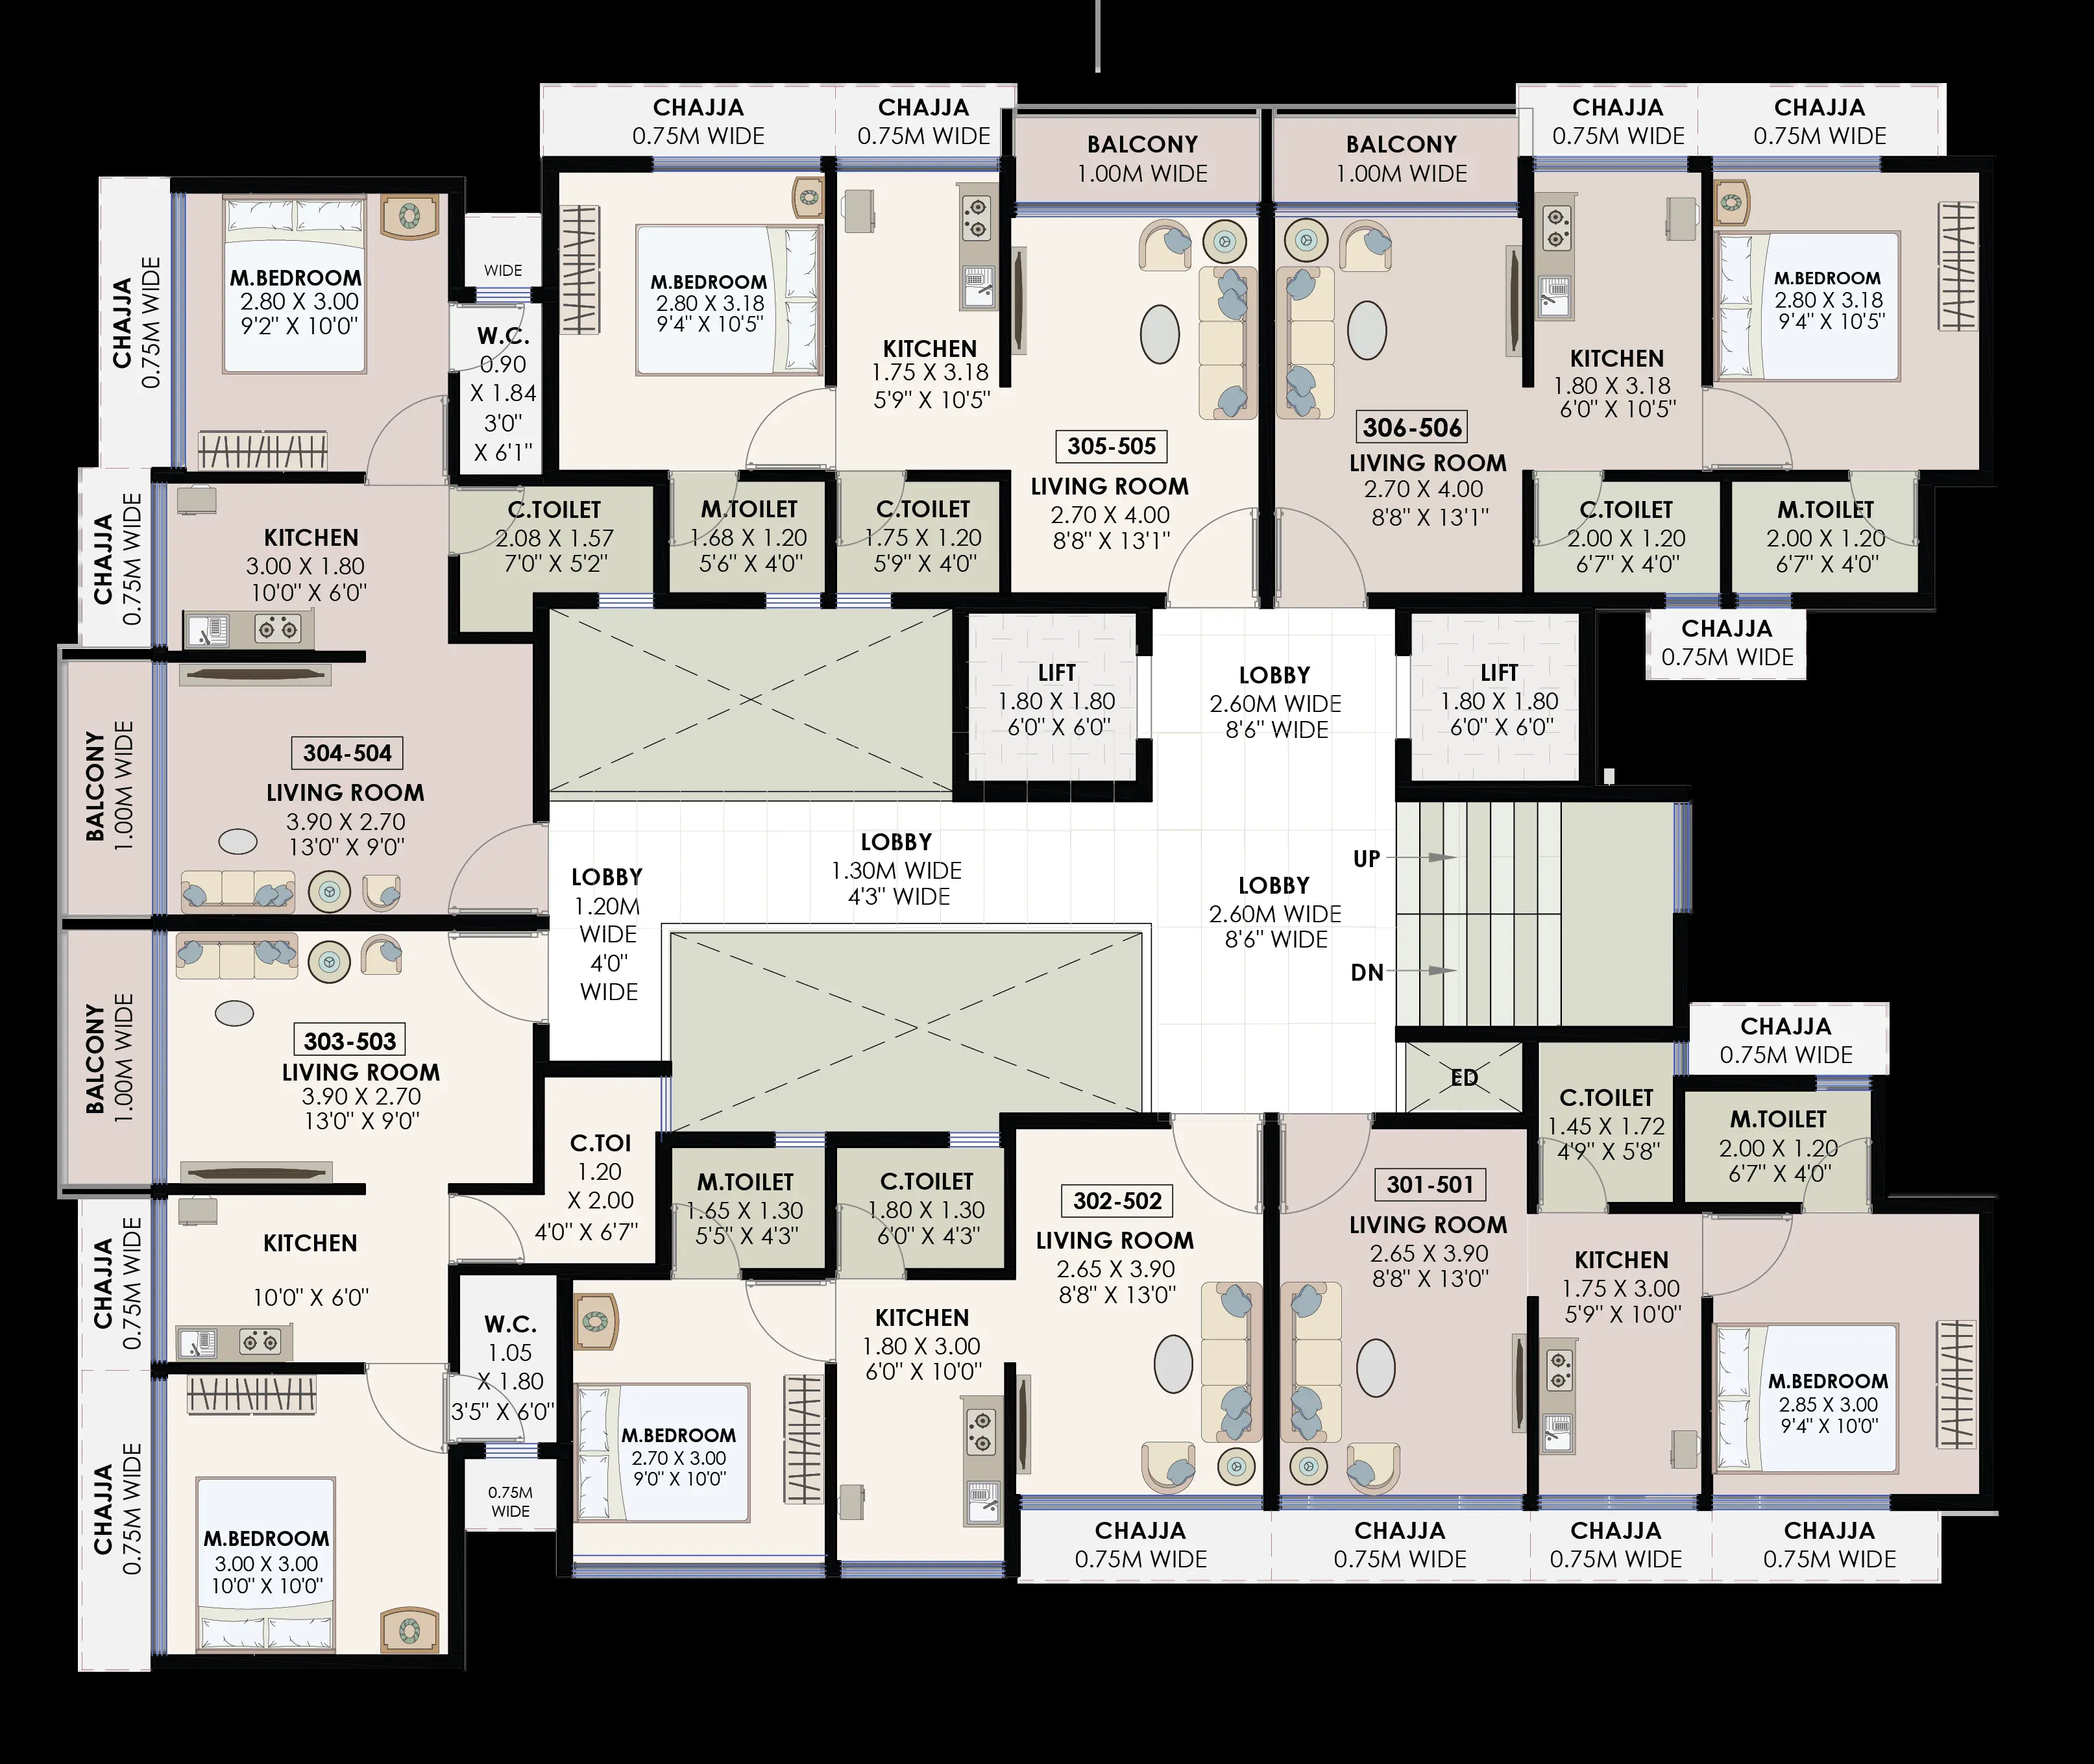 CHAJJA
0.75M WIDE
CHAJJA
0.75M WIDE
BALCONY
1.00M WIDE
BALCONY
1.00M WIDE
CHAJJA
0.75M WIDE
CHAJJA
0.75M WIDE
CHAJJA
0.75M WIDE
M.BEDROOM
2.80 X 3.00
9'2" X 10'0"
WIDE
W.C.
0.90
X 1.84
3'0"
X 6'1"
M.BEDROOM
2.80 X 3.18
9'4" X 10'5"
KITCHEN
1.75 X 3.18
5'9" X 10'5"
305-505
LIVING ROOM
2.70 X 4.00
8'8" X 13'1"
306-506
LIVING ROOM
2.70 X 4.00
8'8" X 13'1"
KITCHEN
1.80 X 3.18
6'0" X 10'5"
M.BEDROOM
2.80 X 3.18
9'4" X 10'5"
CHAJJA
0.75M WIDE
KITCHEN
3.00 X 1.80
10'0" X 6'0"
C.TOILET
2.08 X 1.57
7'0" X 5'2"
M.TOILET
1.68 X 1.20
5'6" X 4'0"
C.TOILET
1.75 X 1.20
5'9" X 4'0"
C.TOILET
2.00 X 1.20
6'7" X 4'0"
M.TOILET
2.00 X 1.20
6'7" X 4'0"
CHAJJA
0.75M WIDE
LIFT
1.80 X 1.80
6'0" X 6'0"
LOBBY
2.60M WIDE
8'6" WIDE
LIFT
1.80 X 1.80
6'0" X 6'0"
BALCONY
1.00M WIDE
304-504
LIVING ROOM
3.90 X 2.70
13'0" X 9'0"
LOBBY
1.20M
WIDE
4'0"
WIDE
LOBBY
1.30M WIDE
4'3" WIDE
LOBBY
2.60M WIDE
8'6" WIDE
UP
DN
BALCONY
1.00M WIDE
303-503
LIVING ROOM
3.90 X 2.70
13'0" X 9'0"
CHAJJA
0.75M WIDE
ED
C.TOILET
1.45 X 1.72
4'9" X 5'8"
M.TOILET
2.00 X 1.20
6'7" X 4'0"
C.TOI
1.20
X 2.00
4'0" X 6'7"
M.TOILET
1.65 X 1.30
5'5" X 4'3"
C.TOILET
1.80 X 1.30
6'0" X 4'3"
302-502
LIVING ROOM
2.65 X 3.90
8'8" X 13'0"
301-501
LIVING ROOM
2.65 X 3.90
8'8" X 13'0"
KITCHEN
1.75 X 3.00
5'9" X 10'0"
CHAJJA
0.75M WIDE
KITCHEN
10'0" X 6'0"
W.C.
1.05
X 1.80
3'5" X 6'0"
KITCHEN
1.80 X 3.00
6'0" X 10'0"
M.BEDROOM
2.85 X 3.00
9'4" X 10'0"
M.BEDROOM
2.70 X 3.00
9'0" X 10'0"
0.75M
WIDE
CHAJJA
0.75M WIDE
M.BEDROOM
3.00 X 3.00
10'0" X 10'0"
CHAJJA
0.75M WIDE
CHAJJA
0.75M WIDE
CHAJJA
0.75M WIDE
CHAJJA
0.75M WIDE